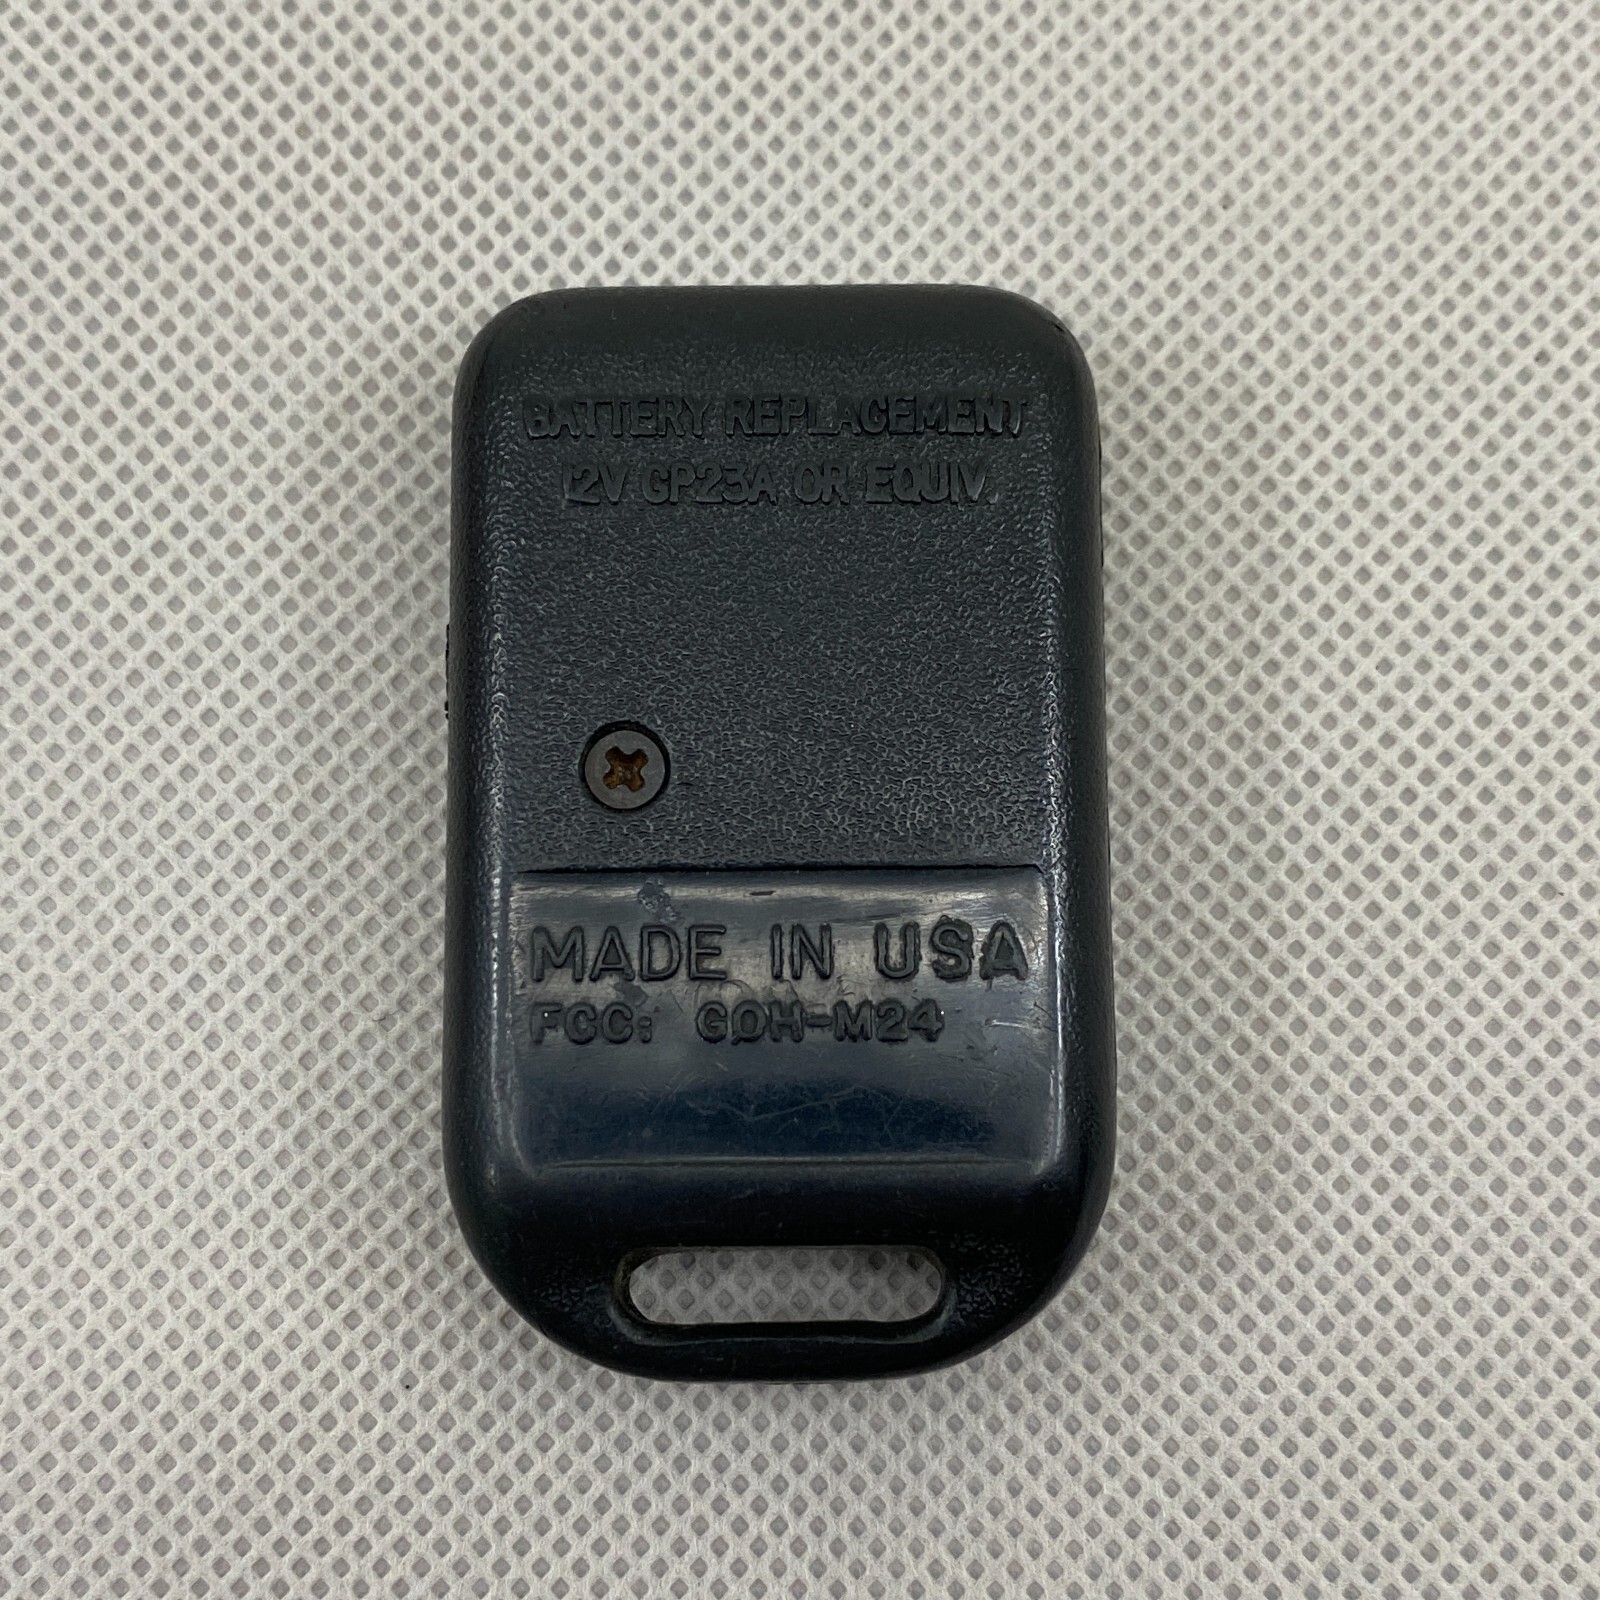 BATTERY REPLACEMENT
12V GP23A OR EQUIV.
MADE IN USA
FCC: GOH-M24